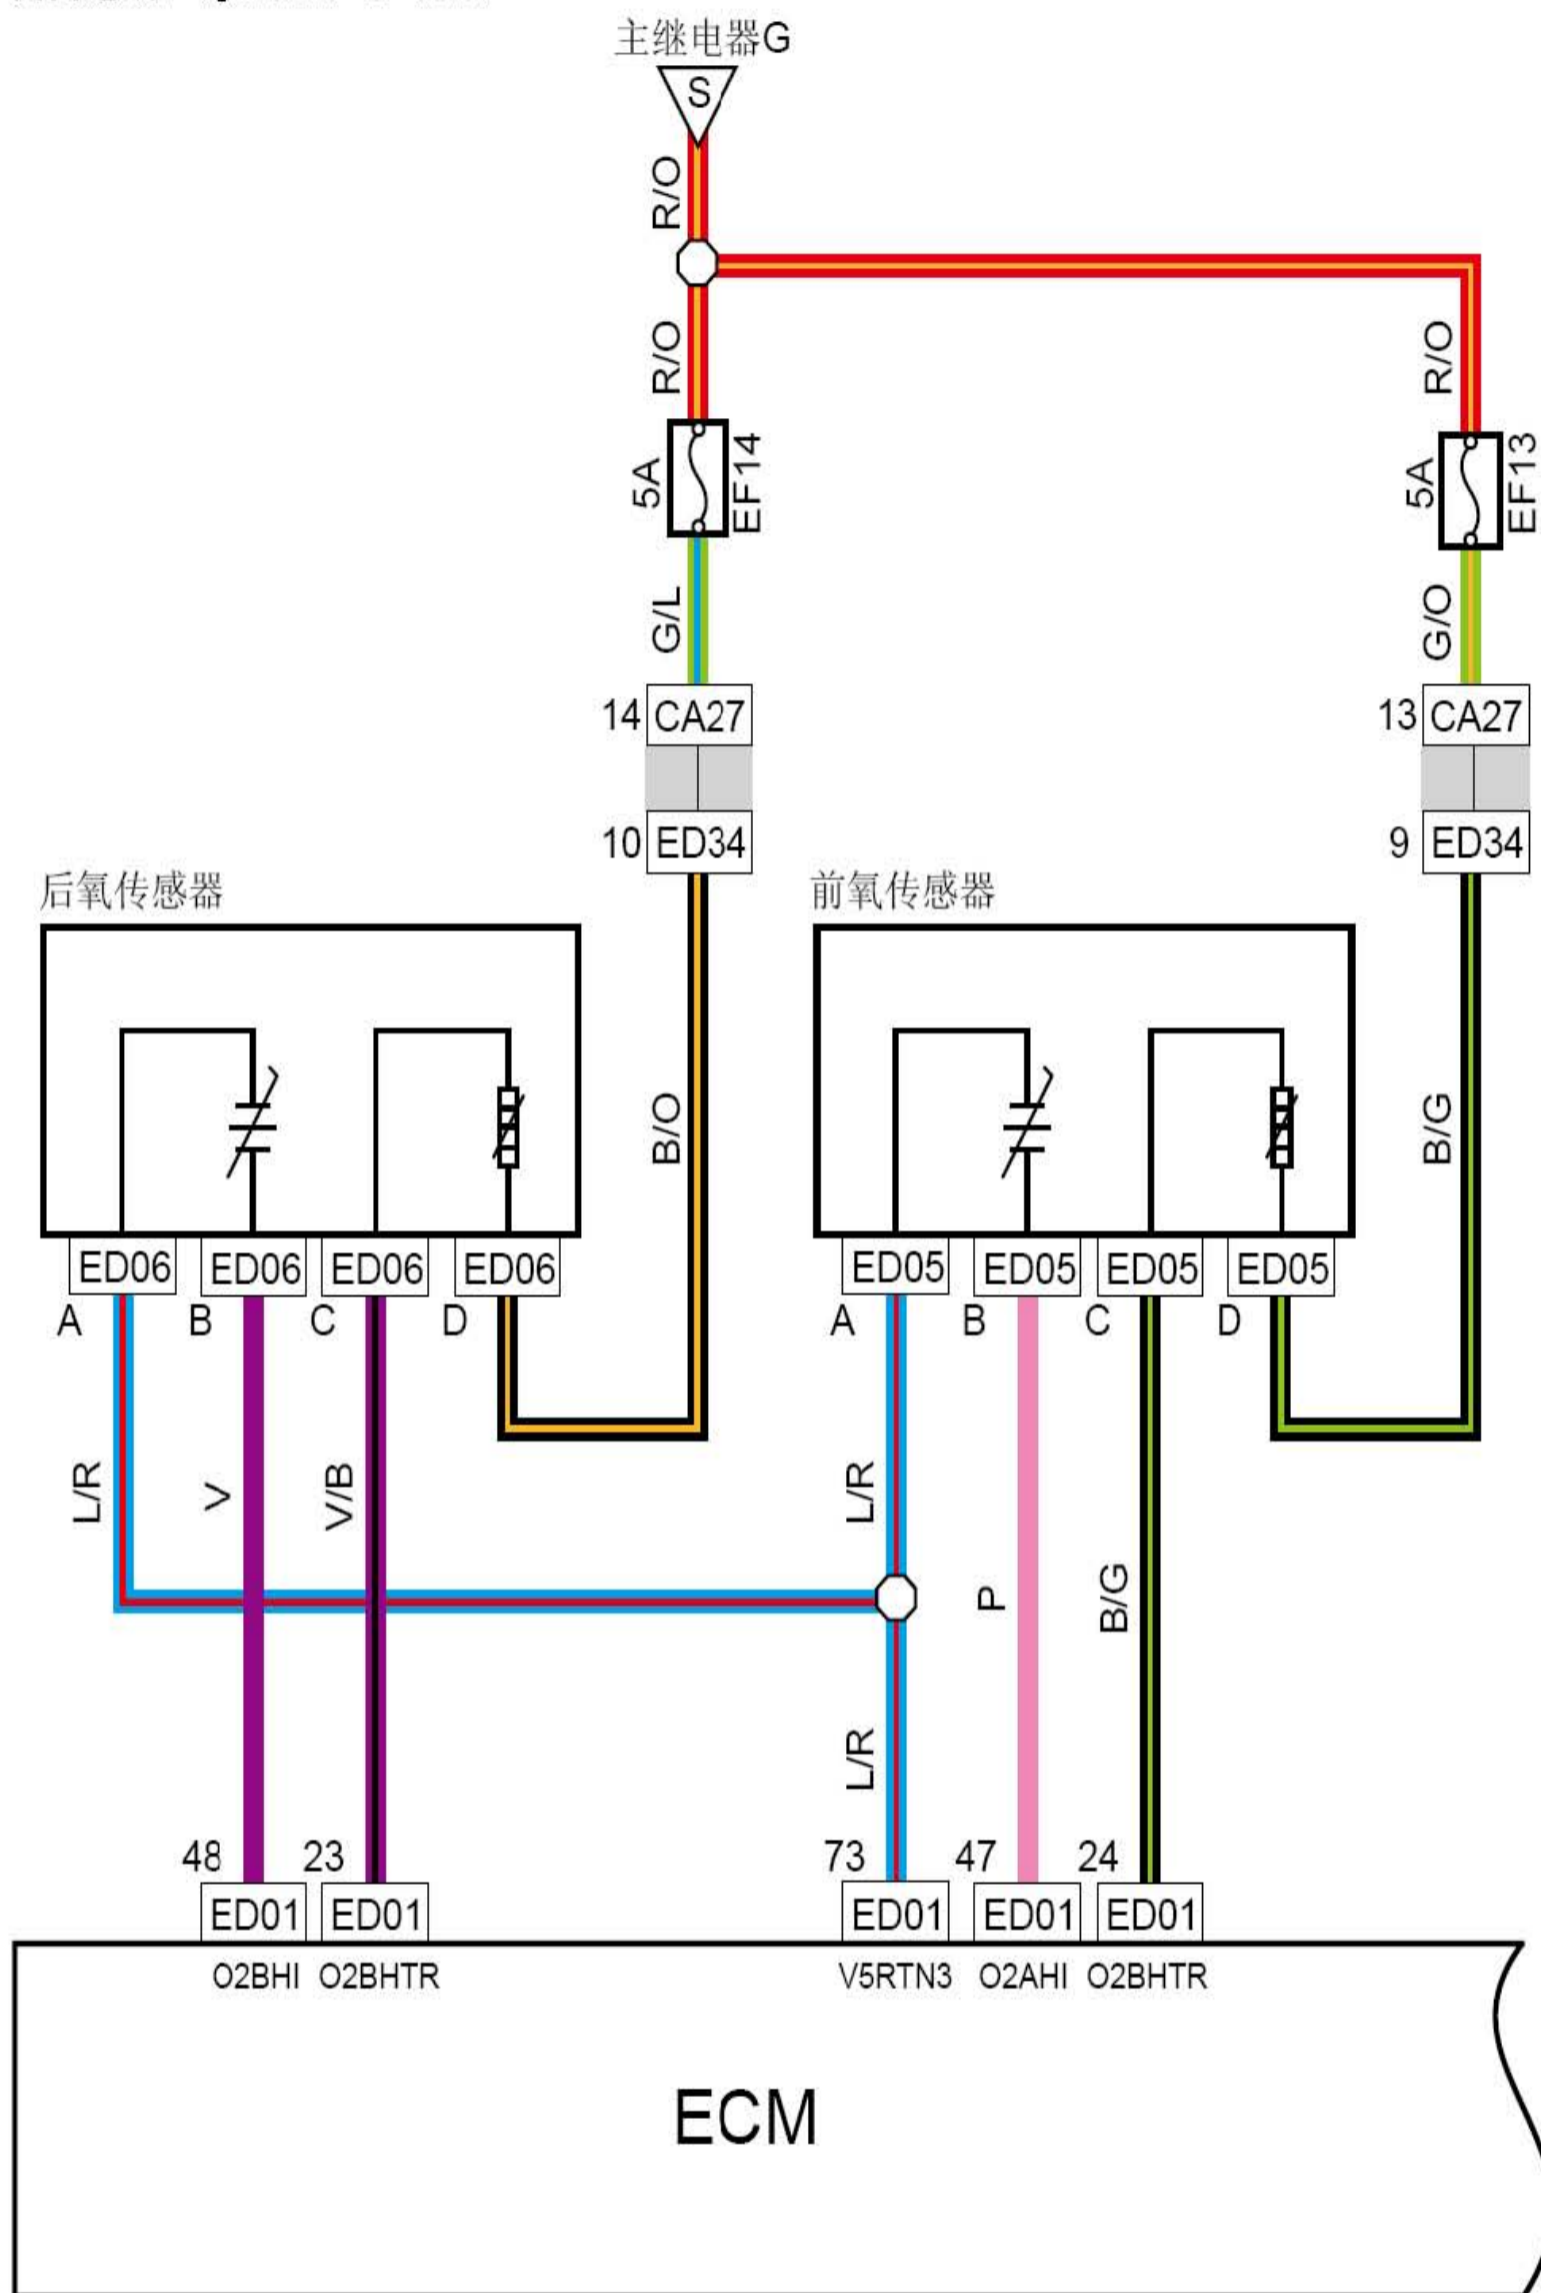 主继电器G
S
R/O
R/O
R/O
5A
EF14
5A
EF13
G/L
G/O
14 CA27
13 CA27
10 ED34
9 ED34
后氧传感器
前氧传感器
B/O
B/G
ED06 ED06 ED06 ED06
ED05 ED05 ED05 ED05
A B C D
A B C D
L/R
V
V/B
L/R
P
B/G
L/R
48 23 73 47 24
ED01 ED01 ED01 ED01 ED01
O2BHI O2BHTR V5RTN3 O2AHI O2BHTR
ECM